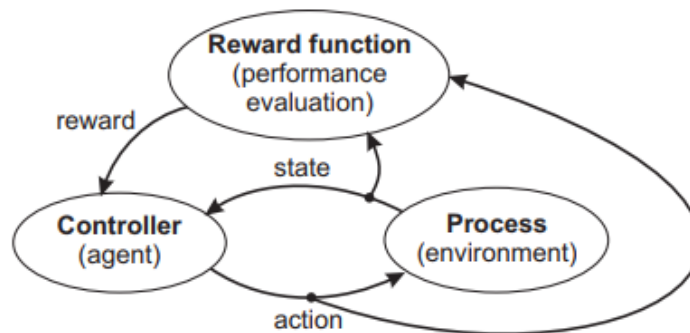 Reward function
(performance
evaluation)
reward
state
Controller
(agent)
Process
(environment)
action